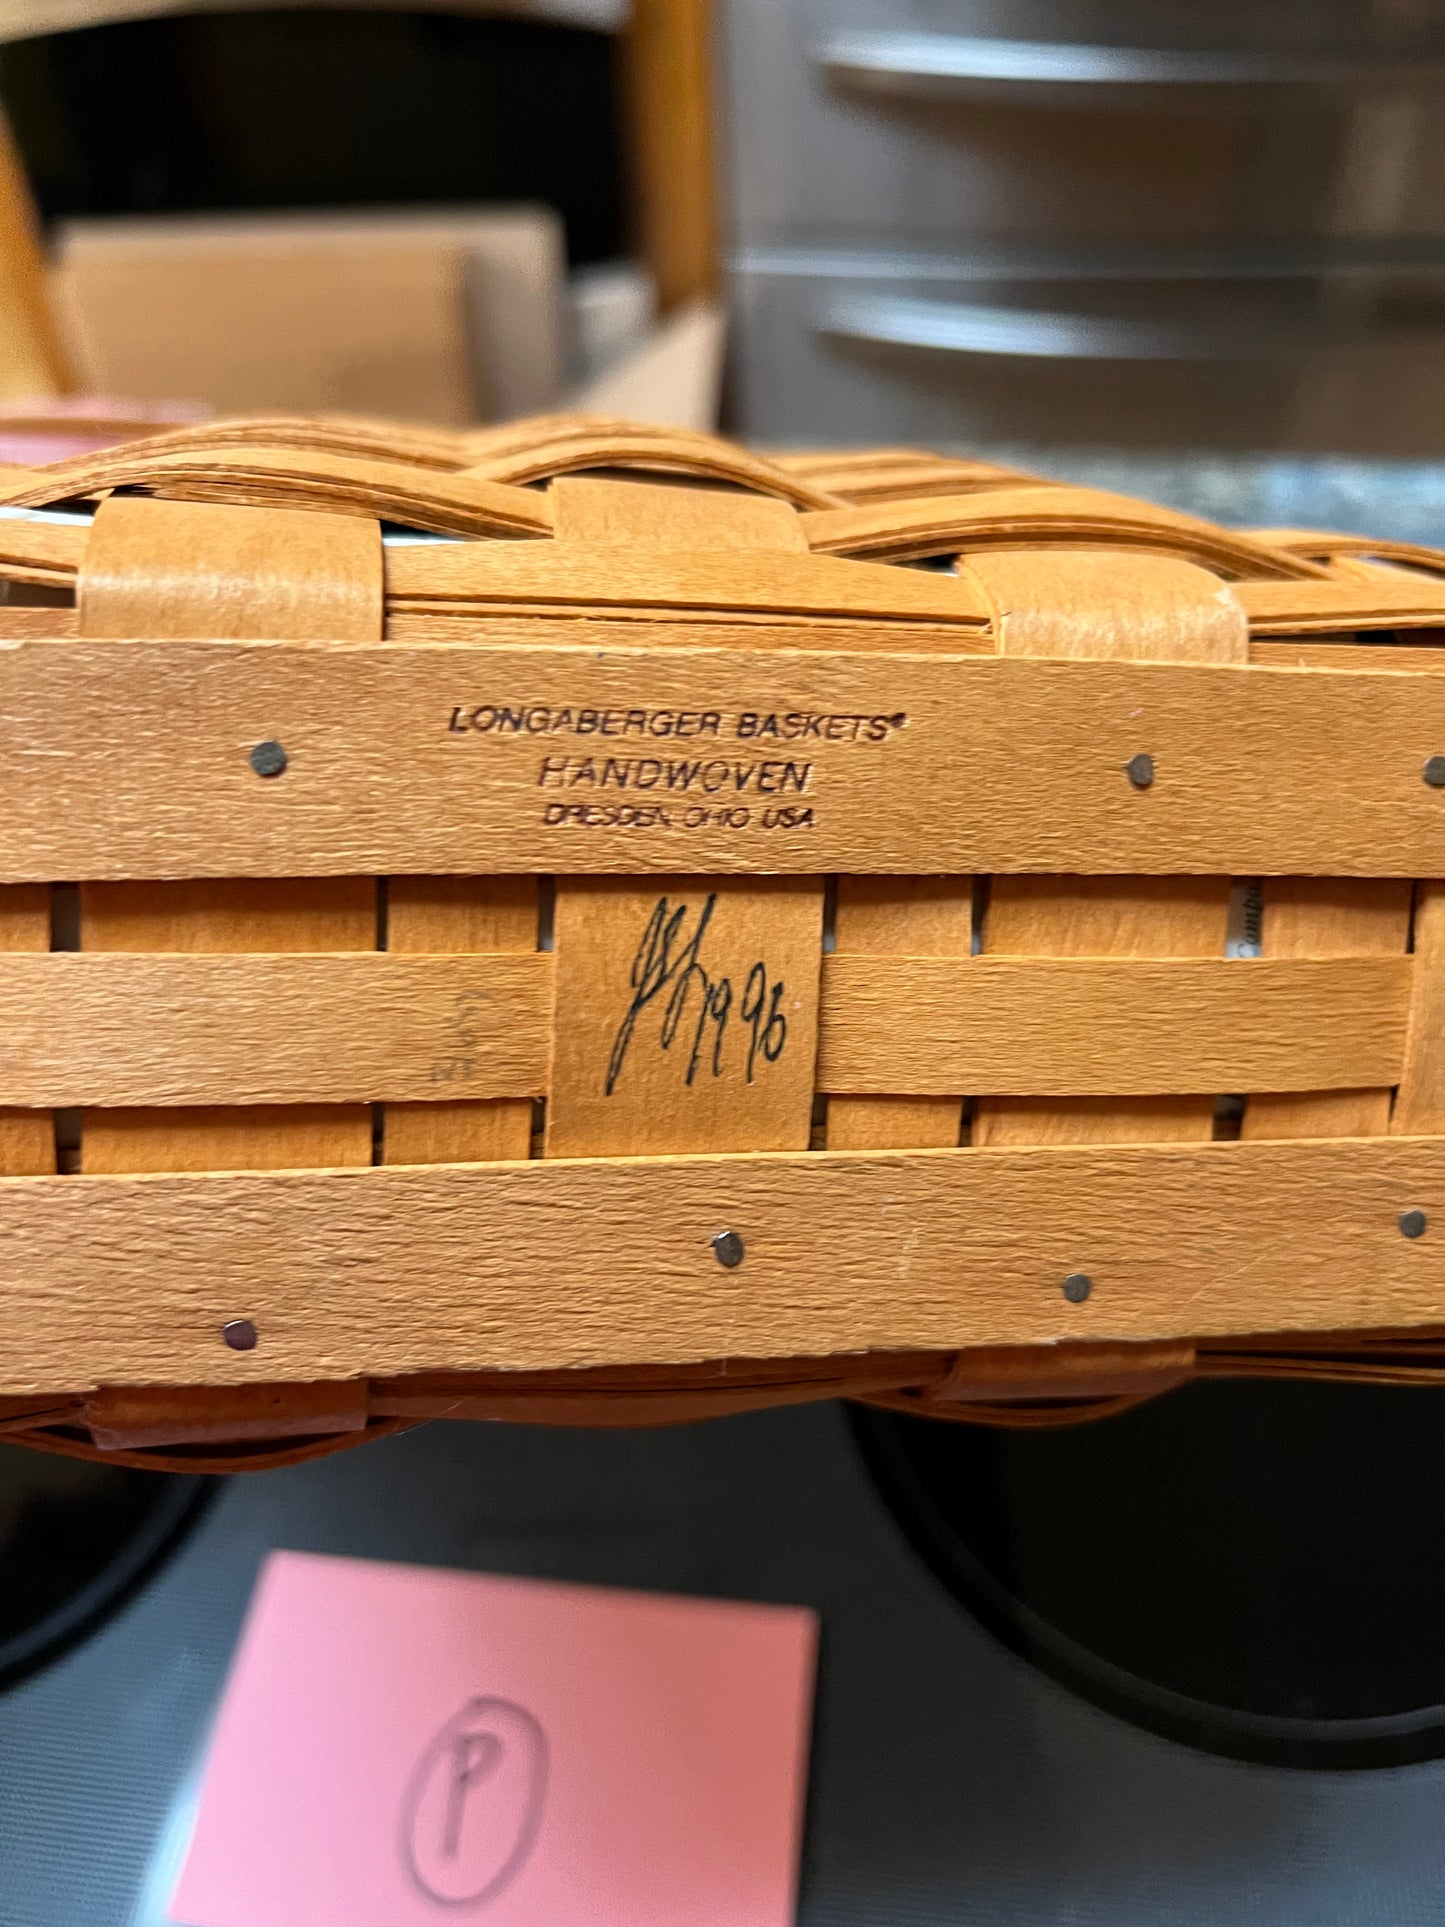 LONGABERGER BASKETS®
HANDWOVEN
DRESDEN, OHIO USA
1996
P